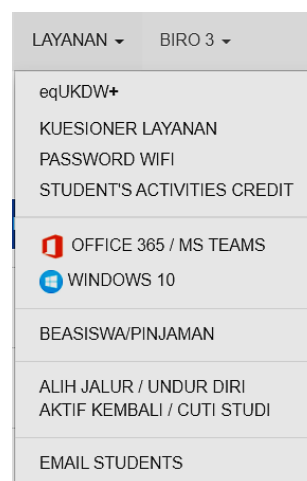 LAYANAN BIRO 3
eqUKDW+
KUESIONER LAYANAN
PASSWORD WIFI
STUDENT'S ACTIVITIES CREDIT
OFFICE 365 / MS TEAMS
WINDOWS 10
BEASISWA/PINJAMAN
ALIH JALUR / UNDUR DIRI
AKTIF KEMBALI / CUTI STUDI
EMAIL STUDENTS